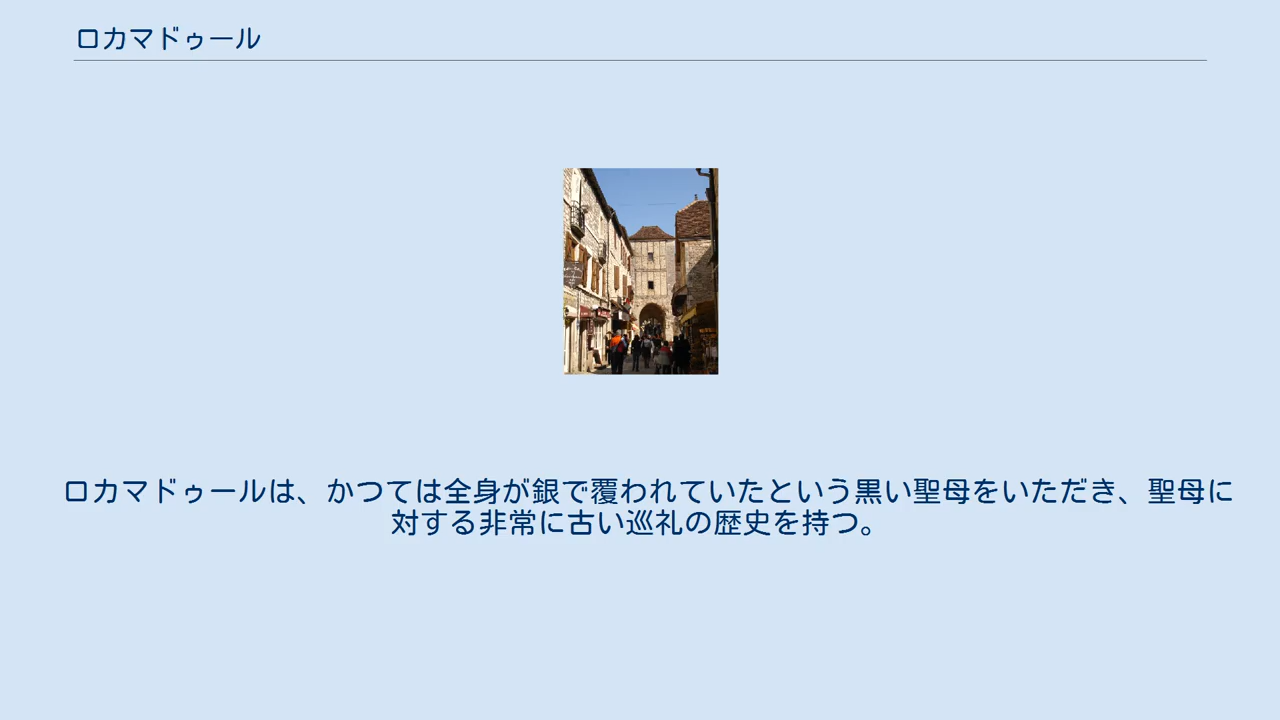 ロカマドゥール
ロカマドゥールは、かつては全身が銀で覆われていたという黒い聖母をいただき、聖母に
対する非常に古い巡礼の歴史を持つ。